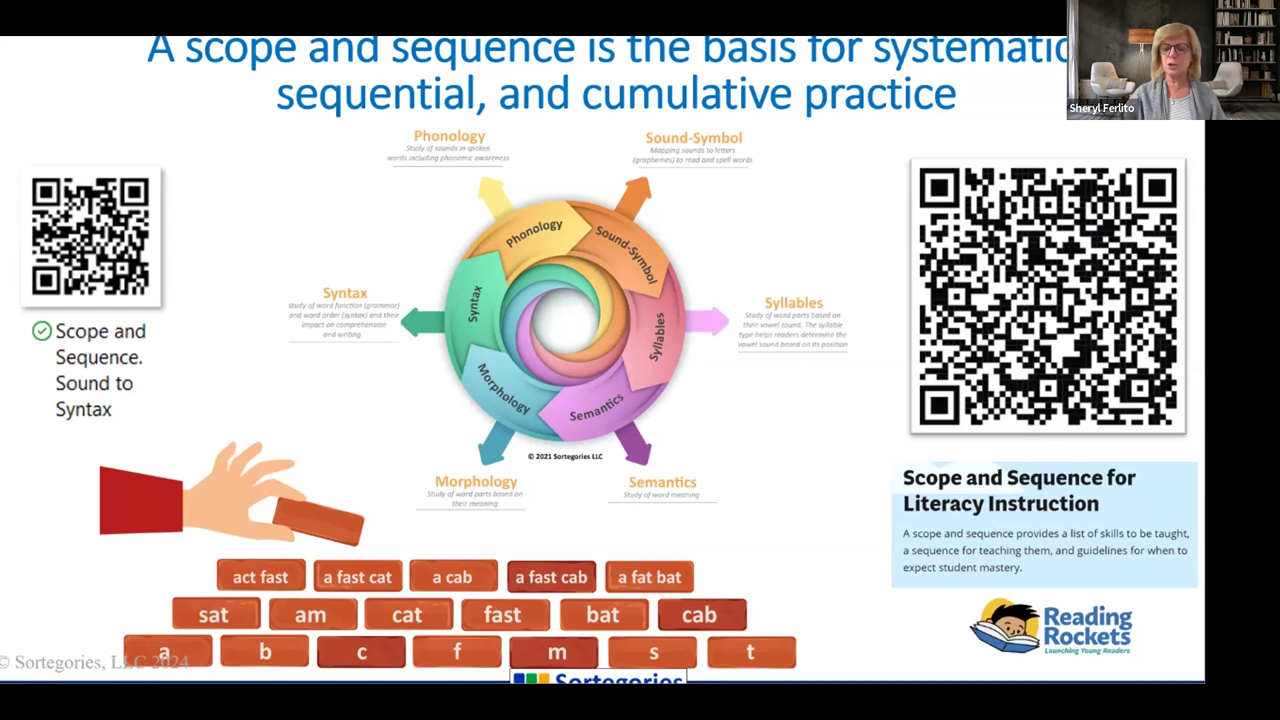 A scope and sequence is the basis for systematic
sequential, and cumulative practice
Sheryl Ferlito
Phonology
Study of sounds in spoken
words including phonemic awareness
Sound-Symbol
Mapping sounds to letters
(graphemes) to read and spell words
Syntax
study of word function (grammar)
and word order (syntax) and their
impact on comprehension
and writing.
Syllables
Study of word parts based on
their vowel sound. The syllable
type helps readers determine the
vowel sound based on its position
Phonology
Sound-Symbol
Syllables
Semantics
Morphology
Syntax
© 2021 Sortegories LLC
Morphology
Study of word parts based on
their meaning
Semantics
Study of word meaning
Scope and
Sequence.
Sound to
Syntax
Scope and Sequence for
Literacy Instruction
A scope and sequence provides a list of skills to be taught,
a sequence for teaching them, and guidelines for when to
expect student mastery.
Reading
Rockets
Launching Young Readers
act fast
a fast cat
a cab
a fast cab
a fat bat
sat
am
cat
fast
bat
cab
a
b
c
f
m
s
t
© Sortegories, LLC 2024
Sortegories